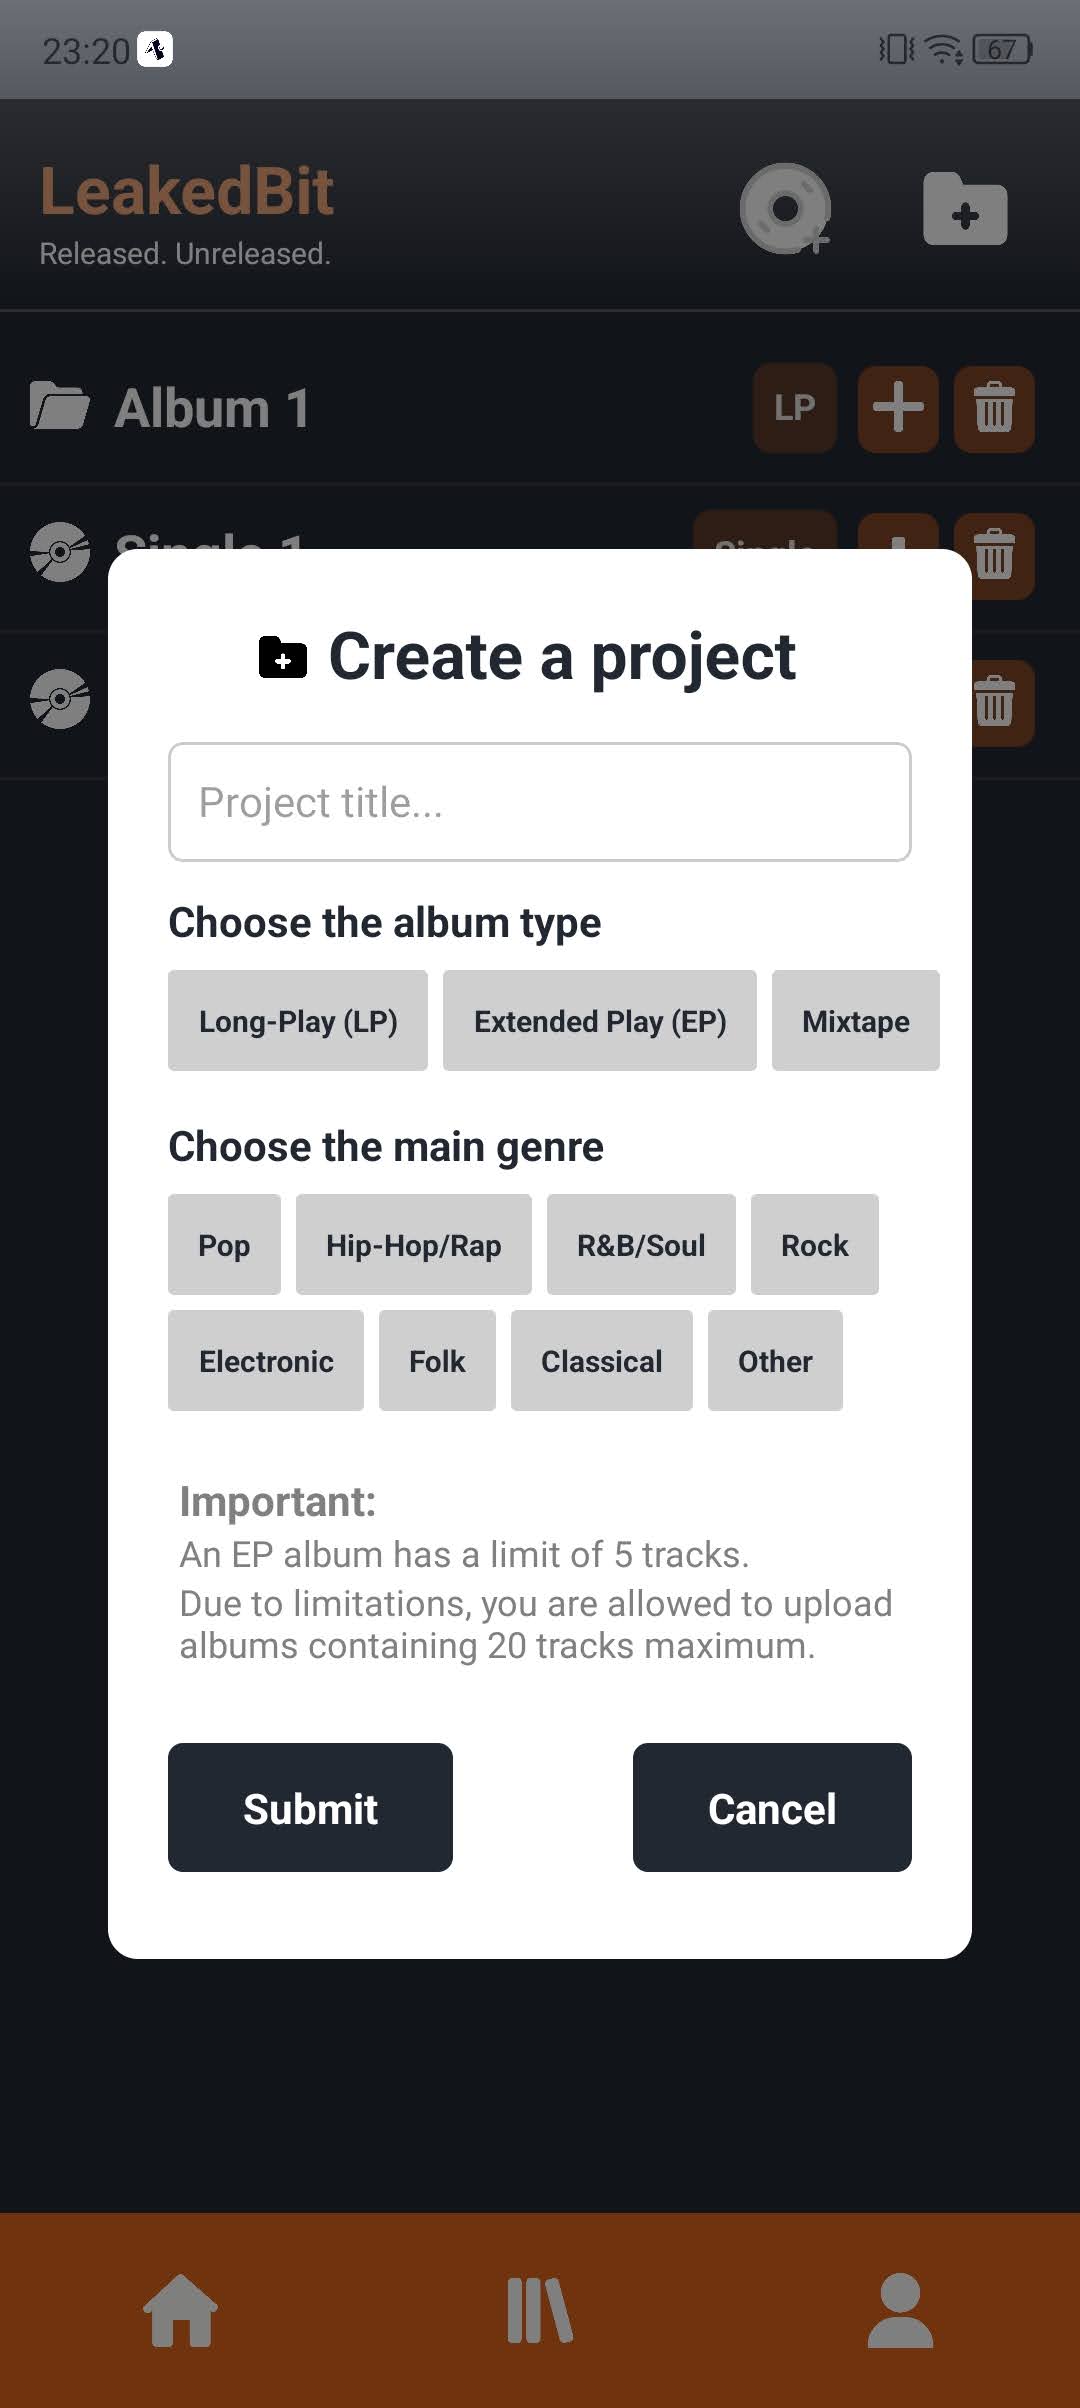 23:20
67
LeakedBit
Released. Unreleased.
Album 1
LP
Single 1
Single
Create a project
Project title...
Choose the album type
Long-Play (LP) Extended Play (EP) Mixtape
Choose the main genre
Pop Hip-Hop/Rap R&B/Soul Rock
Electronic Folk Classical Other
Important:
An EP album has a limit of 5 tracks.
Due to limitations, you are allowed to upload
albums containing 20 tracks maximum.
Submit Cancel